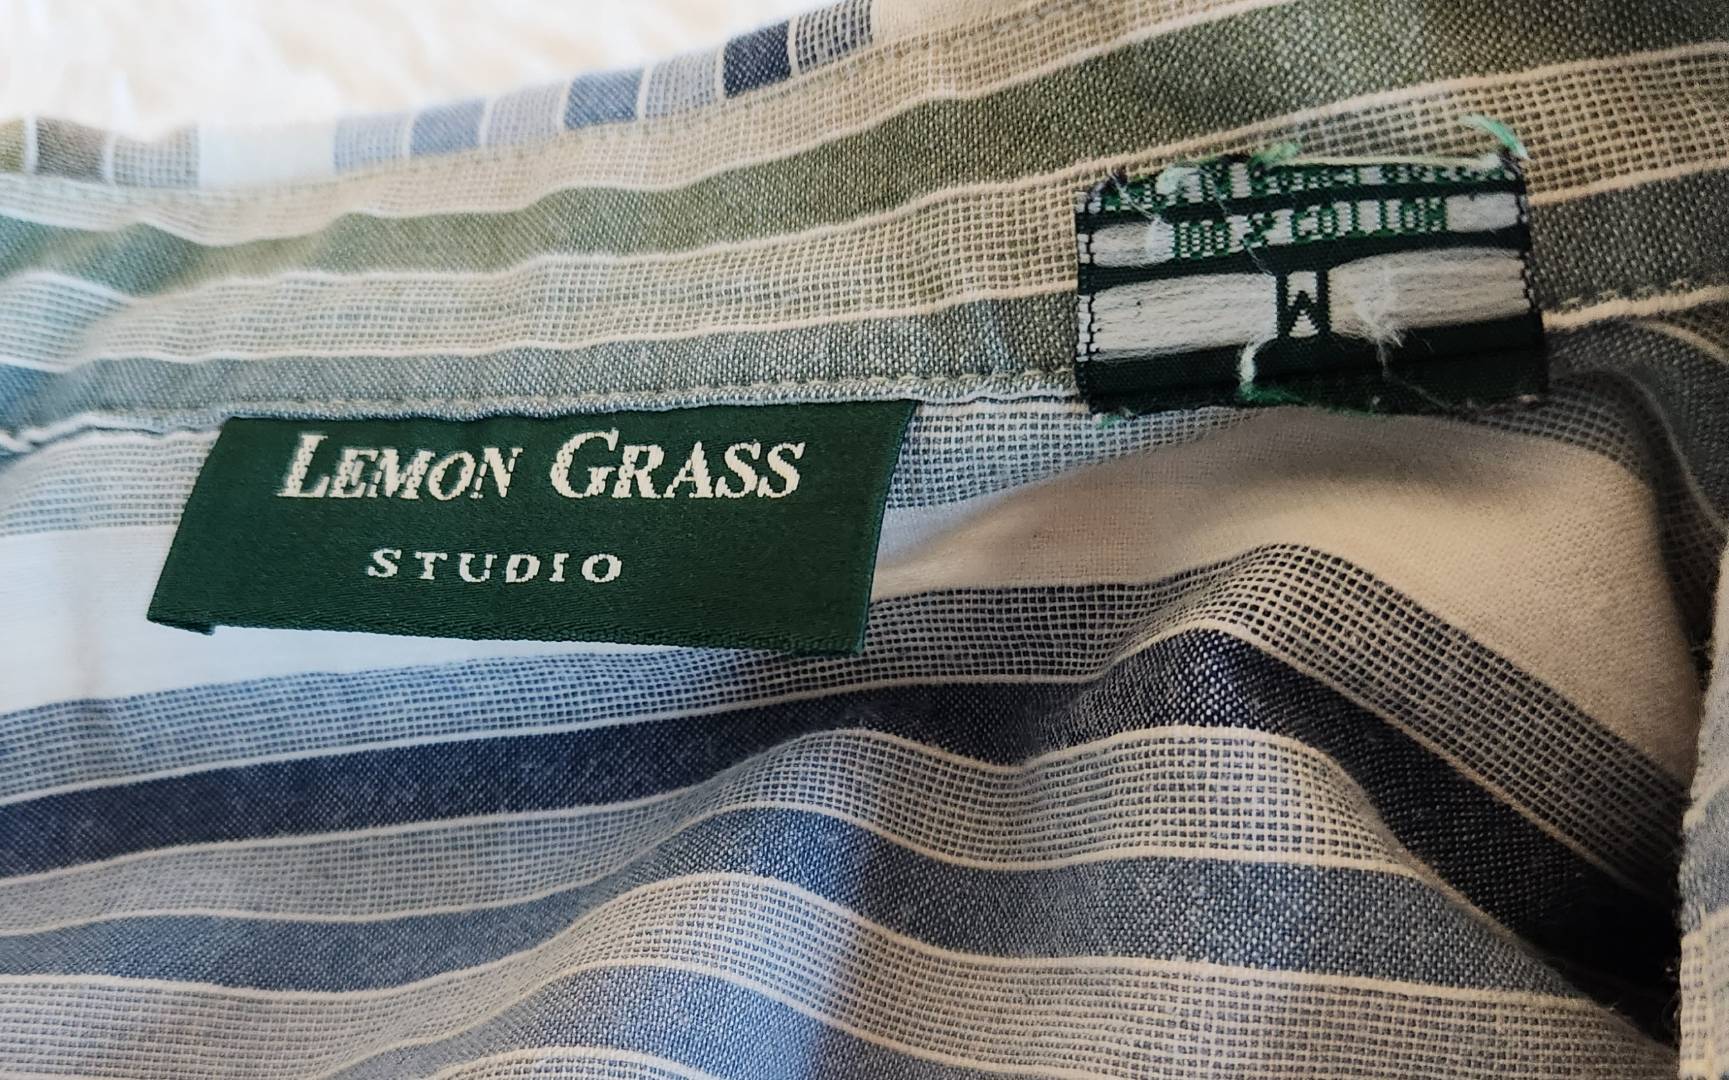 LEMON GRASS
STUDIO
100% COTTON
M